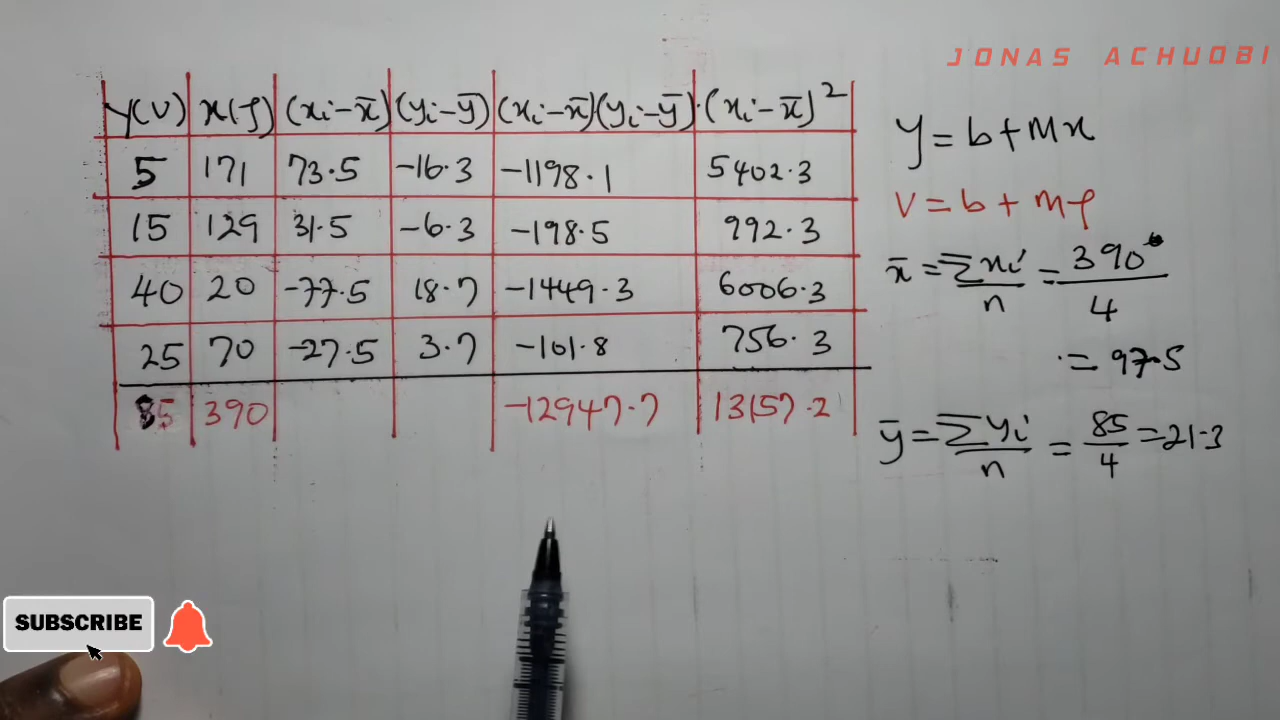 JONAS ACHUOBI
y(v) x(ρ) (xi-x̄) (yi-ȳ) (xi-x̄)(yi-ȳ) (xi-x̄)²
5 171 73.5 -16.3 -1198.1 5402.3
15 129 31.5 -6.3 -198.5 992.3
40 20 -77.5 18.7 -1449.3 6006.3
25 70 -27.5 3.7 -101.8 756.3
85 390 -12947.7 13157.2
y = b + mx
v = b + mρ
x̄ = Σxi/n = 390/4
= 97.5
ȳ = Σyi/n = 85/4 = 21.3
SUBSCRIBE